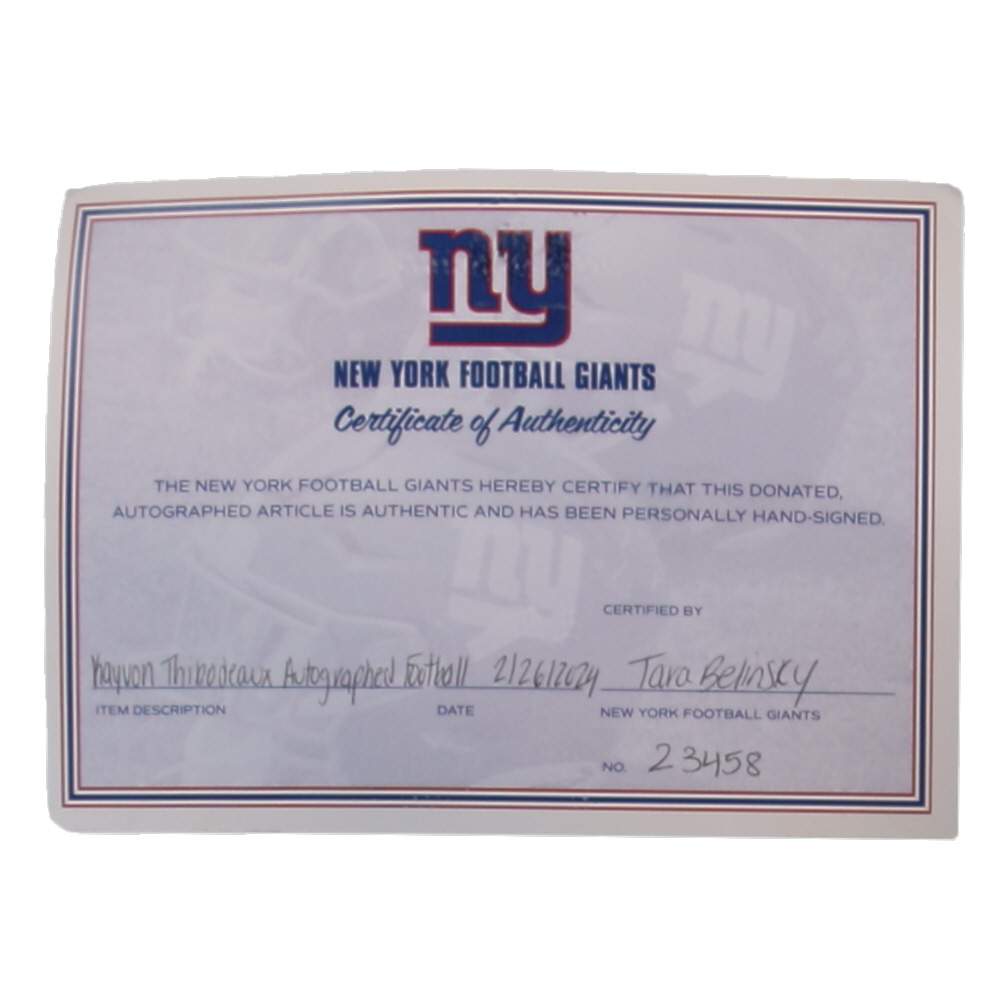 ny
NEW YORK FOOTBALL GIANTS
Certificate of Authenticity
THE NEW YORK FOOTBALL GIANTS HEREBY CERTIFY THAT THIS DONATED,
AUTOGRAPHED ARTICLE IS AUTHENTIC AND HAS BEEN PERSONALLY HAND-SIGNED.
CERTIFIED BY
Kayvon Thibodeaux Autographed Football 2/26/2024 Tara Belinsky
ITEM DESCRIPTION DATE NEW YORK FOOTBALL GIANTS
NO. 23458